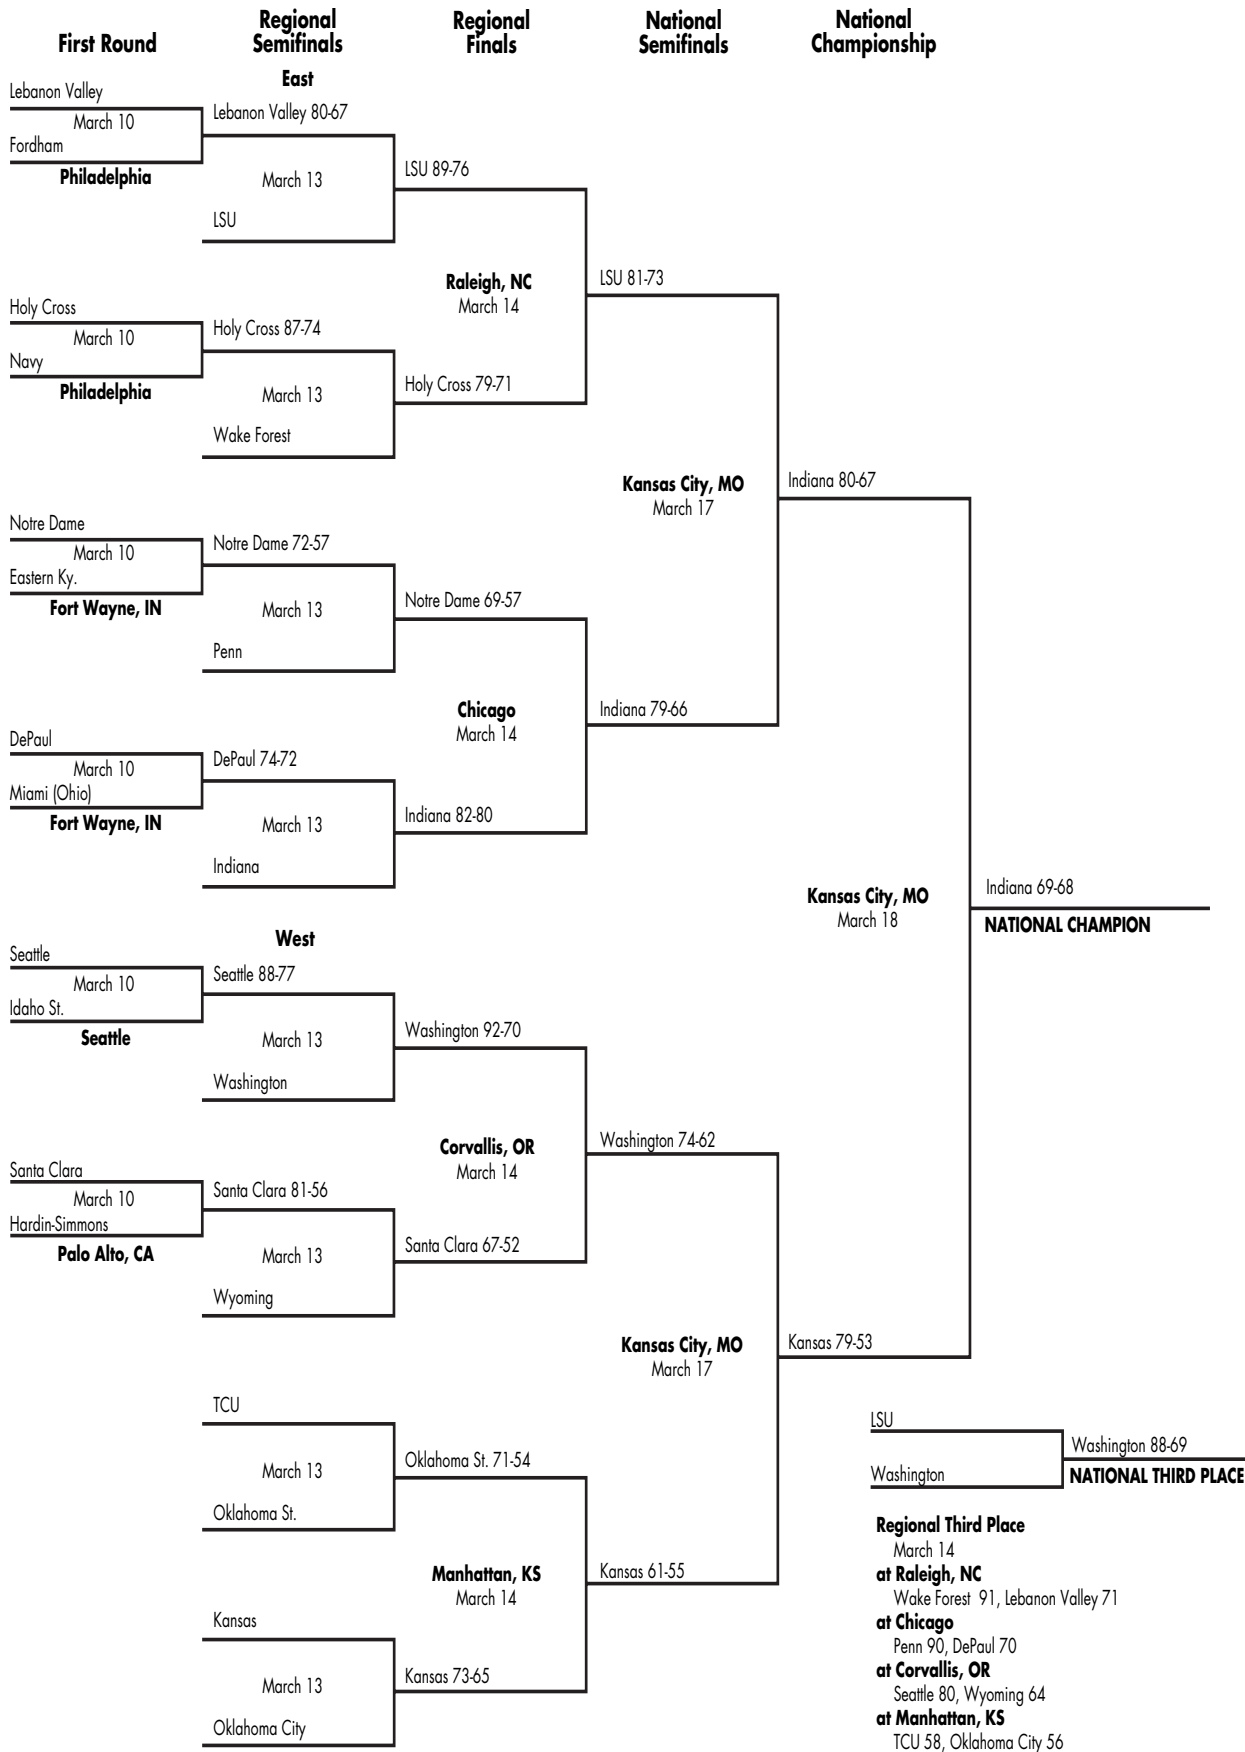 First Round
Regional
Semifinals
Regional
Finals
National
Semifinals
National
Championship
East
Lebanon Valley
March 10
Fordham
Philadelphia
Lebanon Valley 80-67
March 13
LSU
LSU 89-76
Holy Cross
March 10
Navy
Philadelphia
Holy Cross 87-74
March 13
Wake Forest
Holy Cross 79-71
Raleigh, NC
March 14
LSU 81-73
Notre Dame
March 10
Eastern Ky.
Fort Wayne, IN
Notre Dame 72-57
March 13
Penn
Notre Dame 69-57
DePaul
March 10
Miami (Ohio)
Fort Wayne, IN
DePaul 74-72
March 13
Indiana
Indiana 82-80
Chicago
March 14
Indiana 79-66
Kansas City, MO
March 17
Indiana 80-67
West
Seattle
March 10
Idaho St.
Seattle
Seattle 88-77
March 13
Washington
Washington 92-70
Santa Clara
March 10
Hardin-Simmons
Palo Alto, CA
Santa Clara 81-56
March 13
Wyoming
Santa Clara 67-52
Corvallis, OR
March 14
Washington 74-62
TCU
March 13
Oklahoma St.
Oklahoma St. 71-54
Kansas
March 13
Oklahoma City
Kansas 73-65
Manhattan, KS
March 14
Kansas 61-55
Kansas City, MO
March 17
Kansas 79-53
Kansas City, MO
March 18
Indiana 69-68
NATIONAL CHAMPION
LSU
Washington
Washington 88-69
NATIONAL THIRD PLACE
Regional Third Place
March 14
at Raleigh, NC
Wake Forest 91, Lebanon Valley 71
at Chicago
Penn 90, DePaul 70
at Corvallis, OR
Seattle 80, Wyoming 64
at Manhattan, KS
TCU 58, Oklahoma City 56